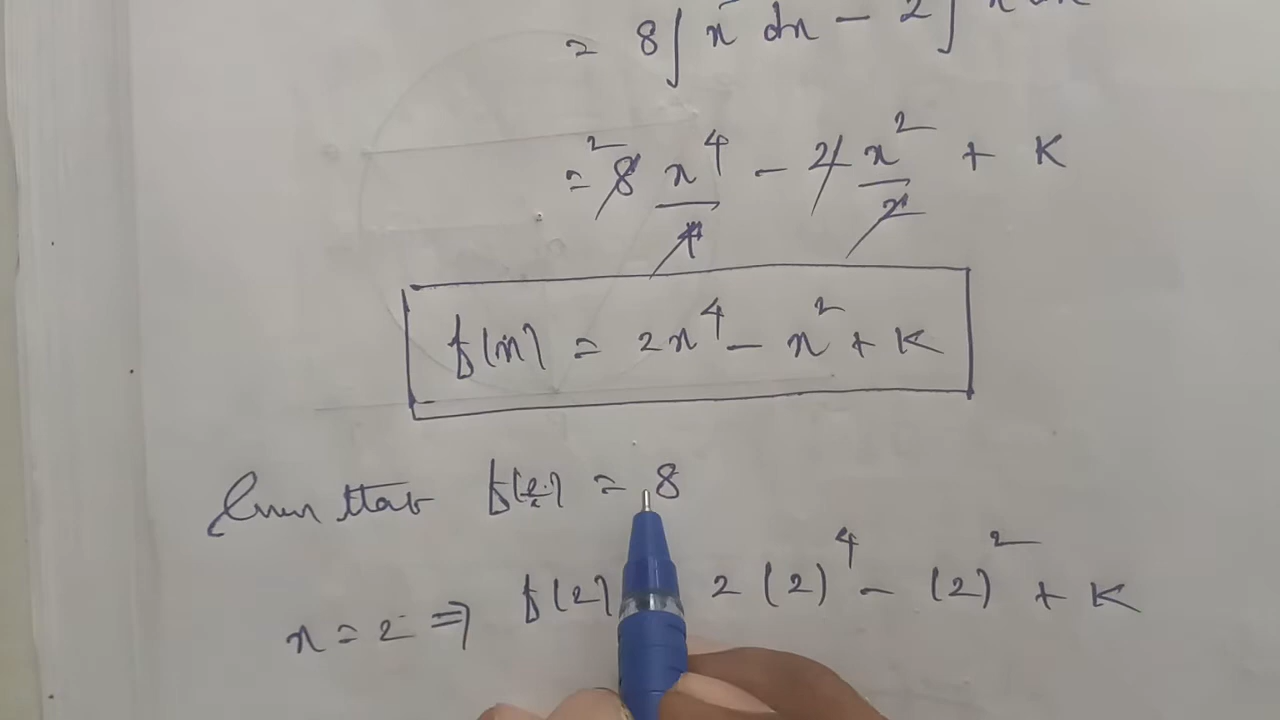 = 8∫ x dx - 2∫ x dx
= 8 x⁴/4 - 2 x²/2 + K
f(x) = 2x⁴ - x² + K
Given that f(2) = 8
x = 2 ⇒ f(2) 2 (2)⁴ - (2)² + K